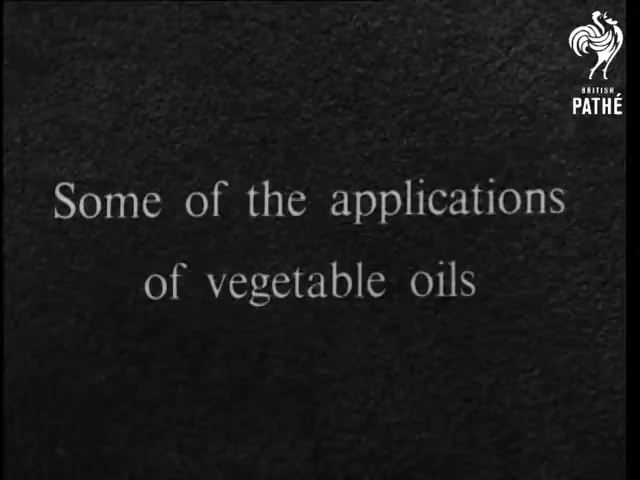 BRITISH
PATHÉ
Some of the applications
of vegetable oils